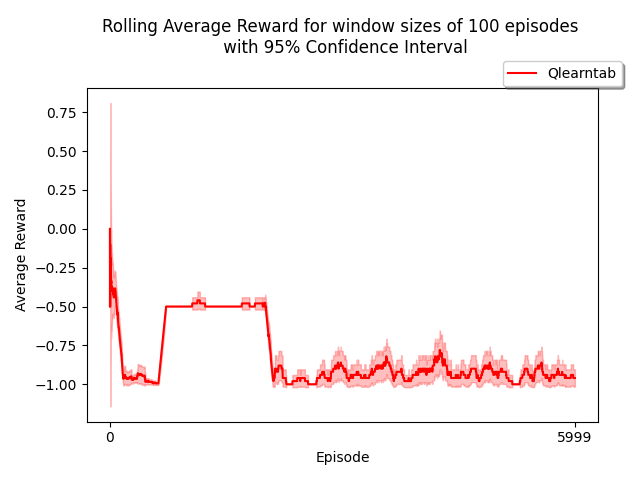 Rolling Average Reward for window sizes of 100 episodes
with 95% Confidence Interval
Qlearntab
0.75
0.50
0.25
0.00
−0.25
−0.50
−0.75
−1.00
Average Reward
0
5999
Episode